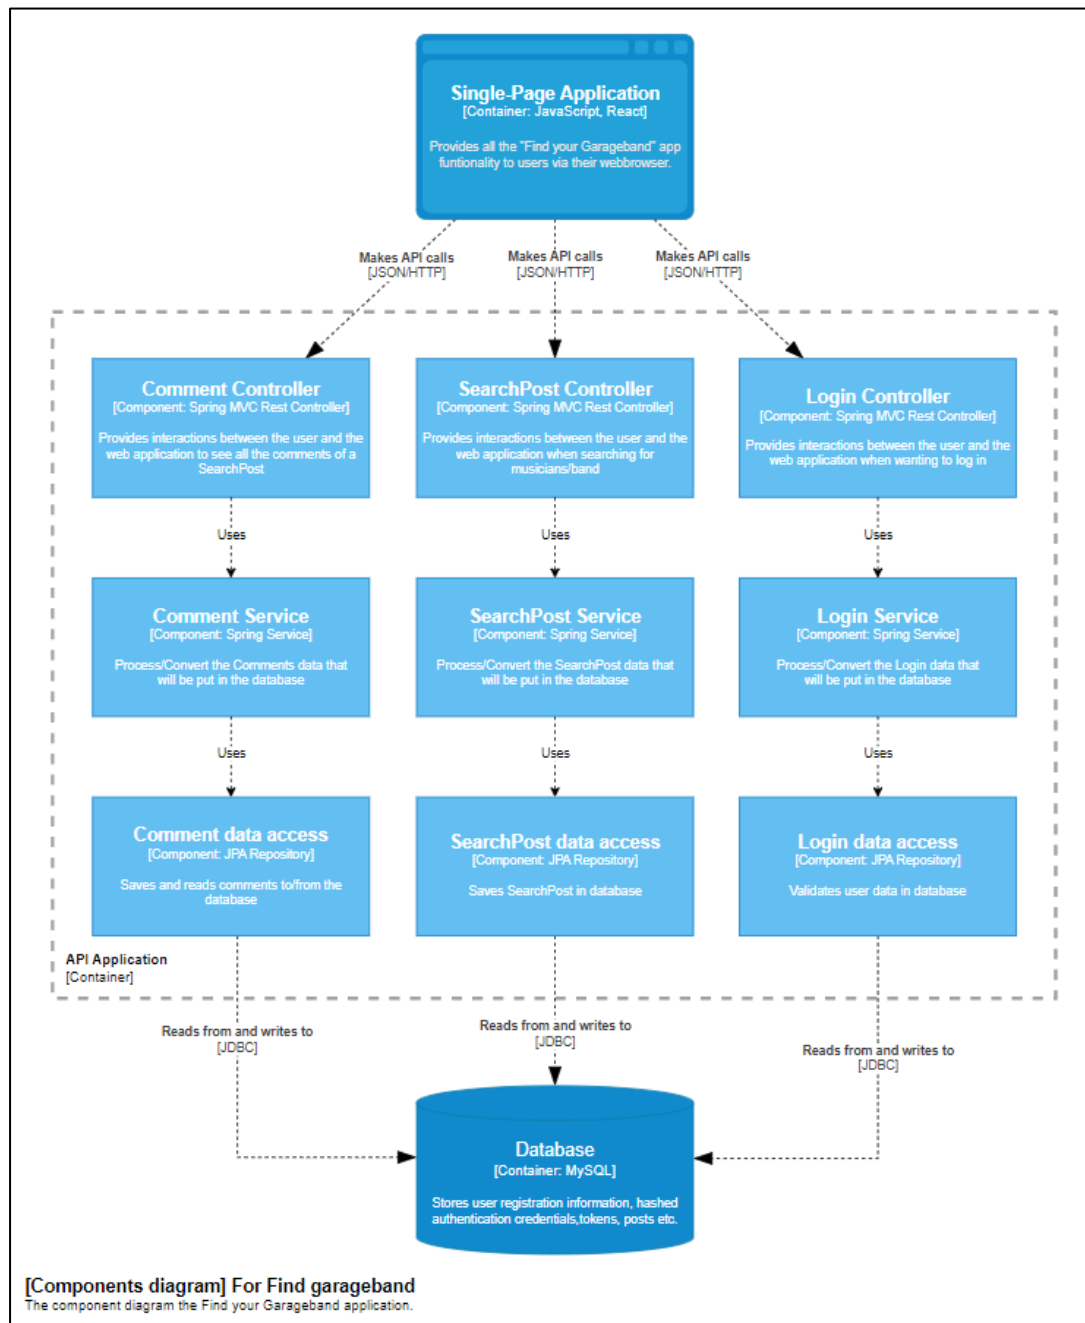 Single-Page Application
[Container: JavaScript, React]
Provides all the "Find your Garageband" app
funtionality to users via their webbrowser.
Makes API calls
[JSON/HTTP]
Makes API calls
[JSON/HTTP]
Makes API calls
[JSON/HTTP]
Comment Controller
[Component: Spring MVC Rest Controller]
Provides interactions between the user and the
web application to see all the comments of a
SearchPost
SearchPost Controller
[Component: Spring MVC Rest Controller]
Provides interactions between the user and the
web application when searching for
musicians/band
Login Controller
[Component: Spring MVC Rest Controller]
Provides interactions between the user and the
web application when wanting to log in
Uses
Uses
Uses
Comment Service
[Component: Spring Service]
Process/Convert the Comments data that
will be put in the database
SearchPost Service
[Component: Spring Service]
Process/Convert the SearchPost data that
will be put in the database
Login Service
[Component: Spring Service]
Process/Convert the Login data that
will be put in the database
Uses
Uses
Uses
Comment data access
[Component: JPA Repository]
Saves and reads comments to/from the
database
SearchPost data access
[Component: JPA Repository]
Saves SearchPost in database
Login data access
[Component: JPA Repository]
Validates user data in database
API Application
[Container]
Reads from and writes to
[JDBC]
Reads from and writes to
[JDBC]
Reads from and writes to
[JDBC]
Database
[Container: MySQL]
Stores user registration information, hashed
authentication credentials,tokens, posts etc.
[Components diagram] For Find garageband
The component diagram the Find your Garageband application.